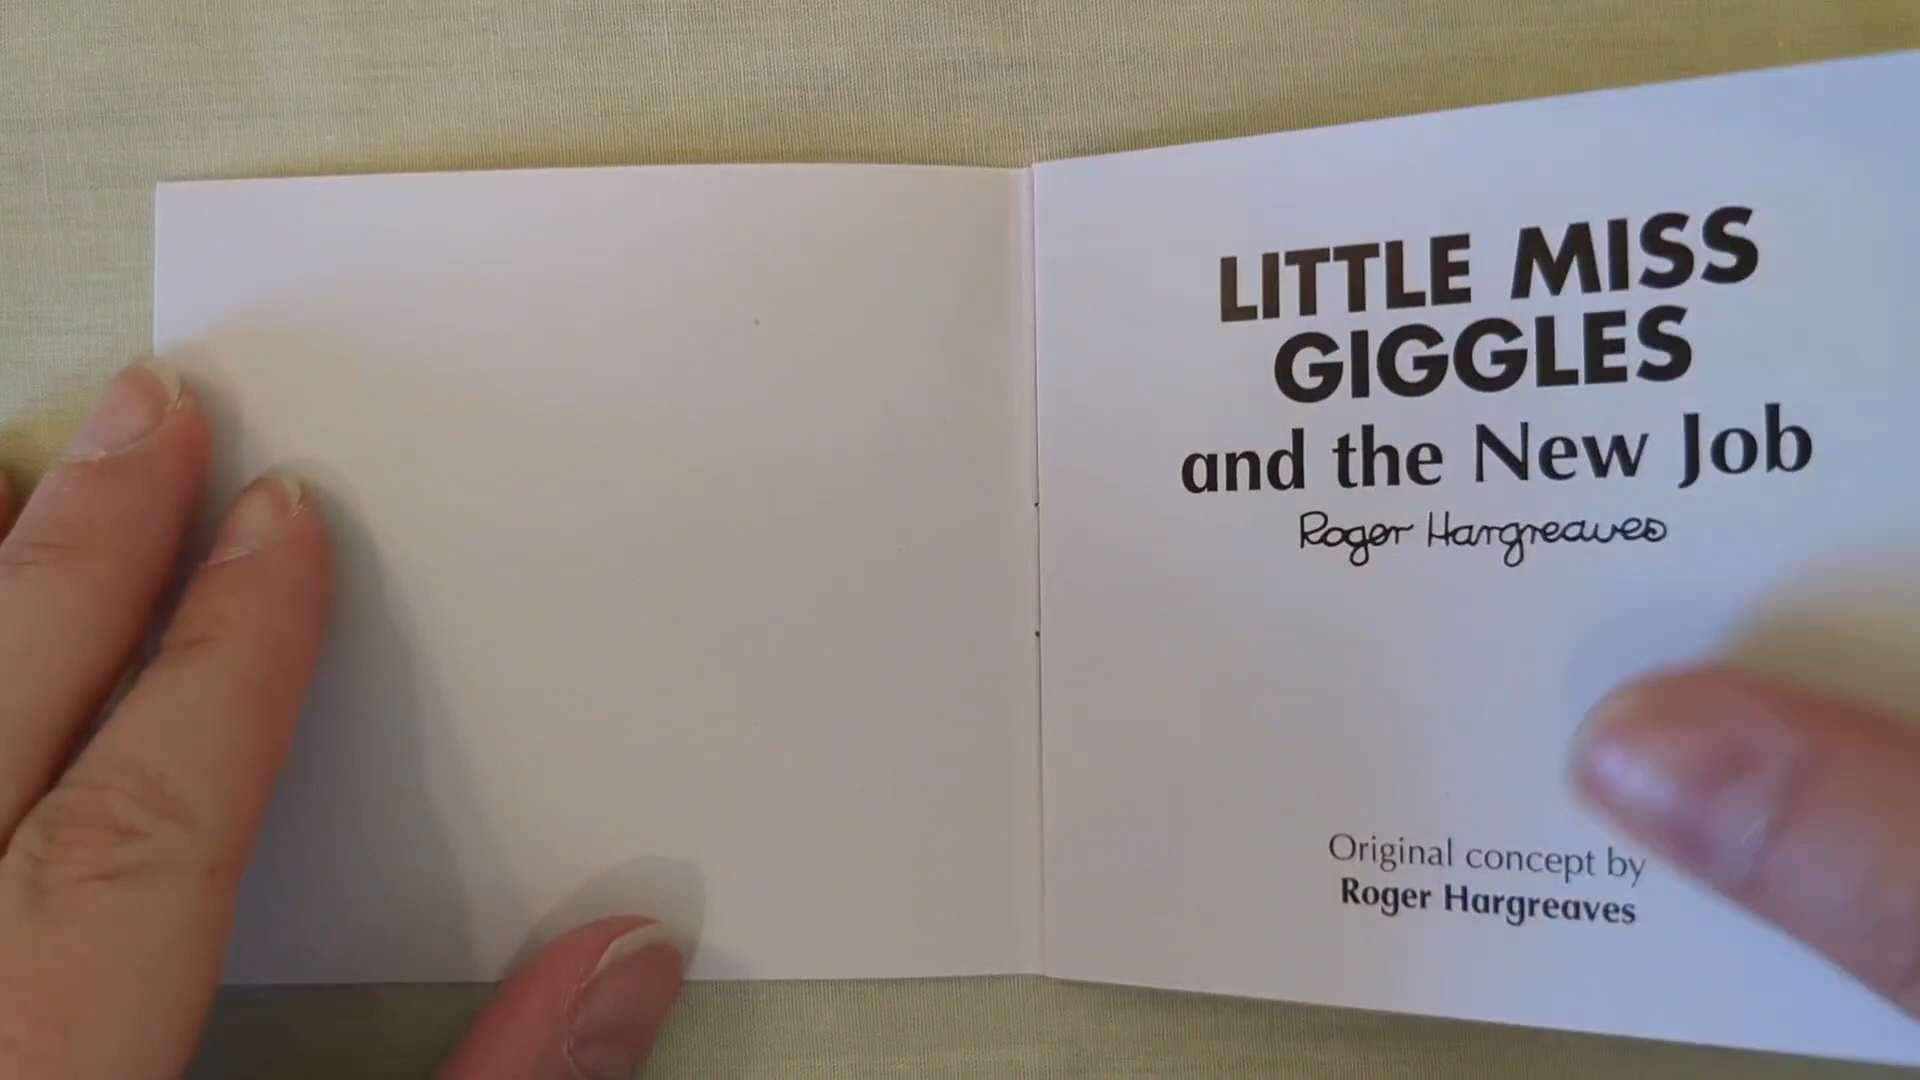 LITTLE MISS
GIGGLES
and the New Job
Roger Hargreaves
Original concept by
Roger Hargreaves